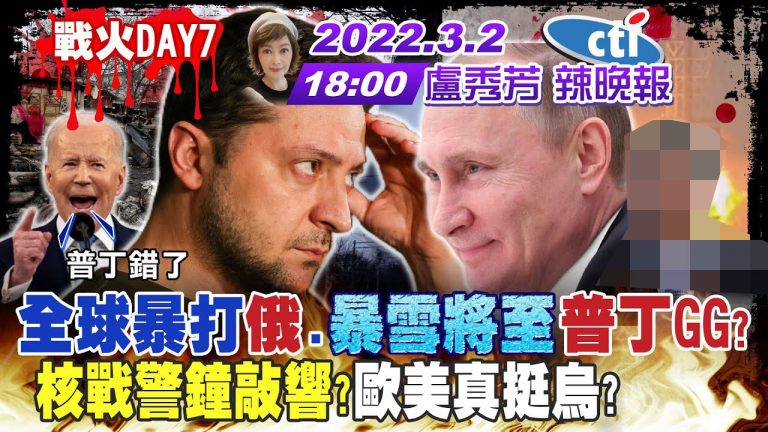 戰火DAY7
2022.3.2
cti
18:00 盧秀芳 辣晚報
普丁錯了
全球暴打俄.暴雪將至普丁GG?
核戰警鐘敲響?歐美真挺烏?